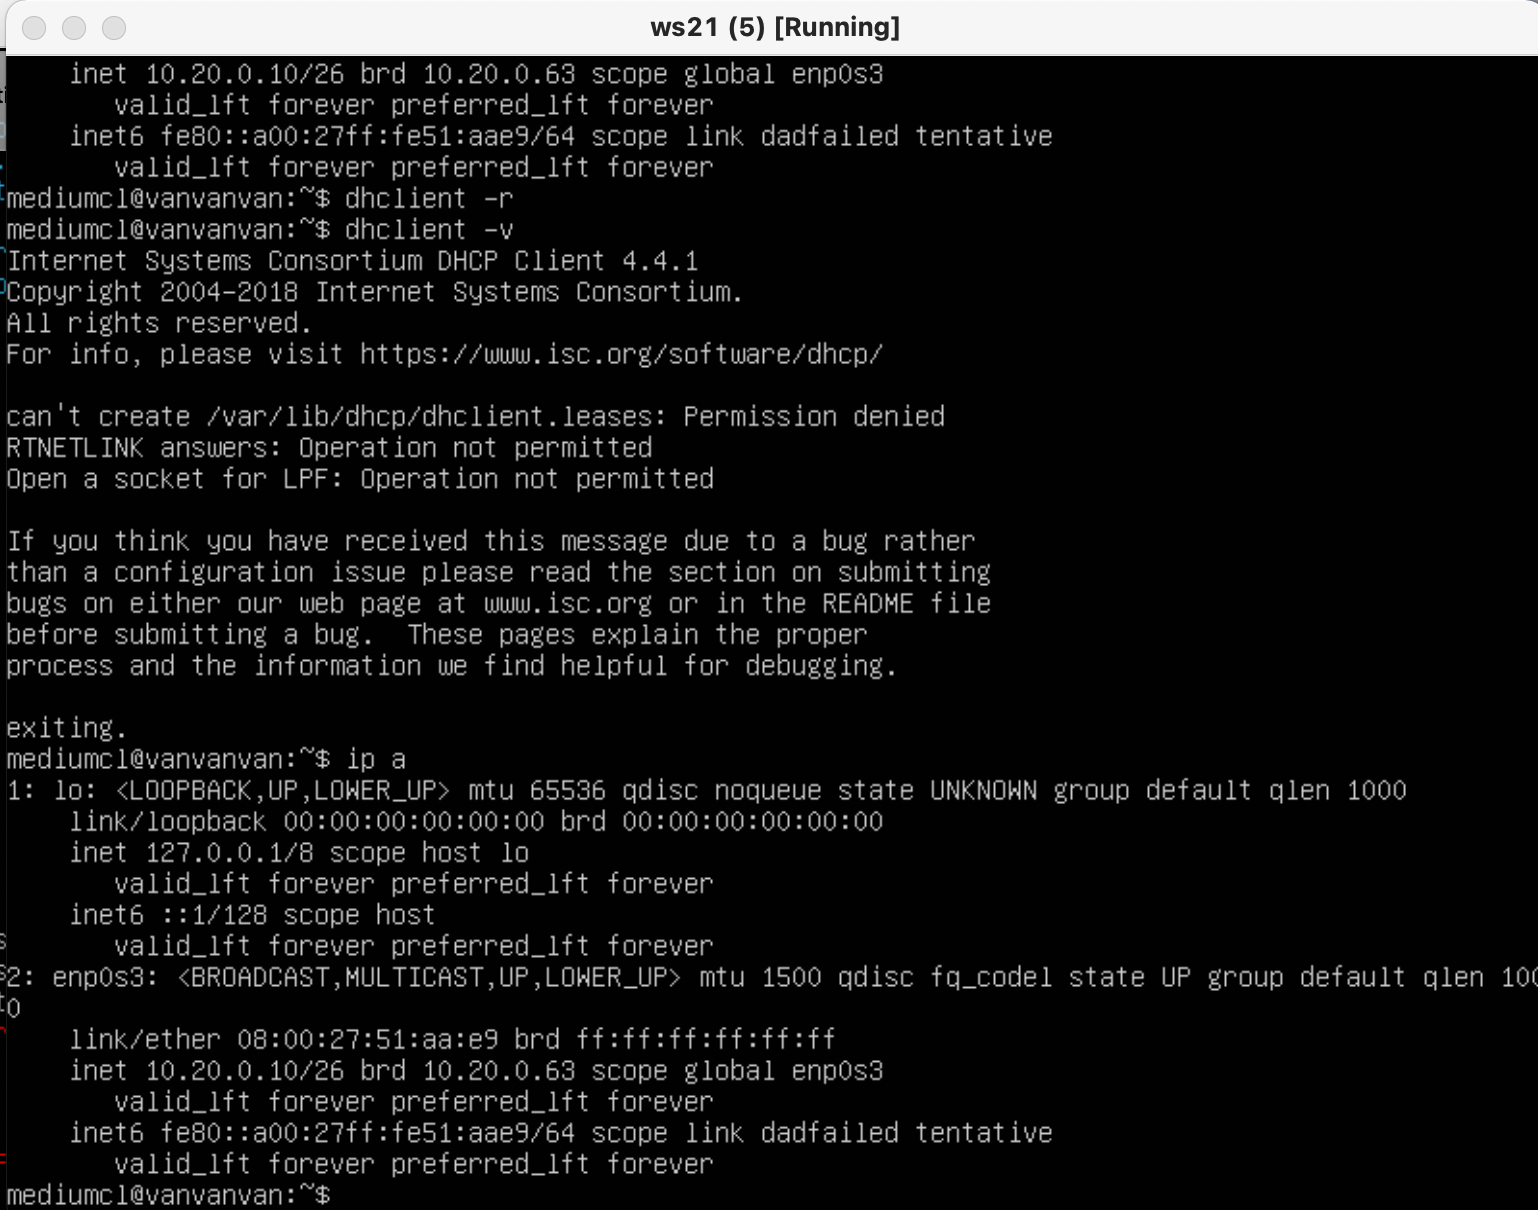 ws21 (5) [Running]
inet 10.20.0.10/26 brd 10.20.0.63 scope global enp0s3
valid_lft forever preferred_lft forever
inet6 fe80::a00:27ff:fe51:aae9/64 scope link dadfailed tentative
valid_lft forever preferred_lft forever
mediumcl@vanvanvan:~$ dhclient -r
mediumcl@vanvanvan:~$ dhclient -v
Internet Systems Consortium DHCP Client 4.4.1
Copyright 2004-2018 Internet Systems Consortium.
All rights reserved.
For info, please visit https://www.isc.org/software/dhcp/
can't create /var/lib/dhcp/dhclient.leases: Permission denied
RTNETLINK answers: Operation not permitted
Open a socket for LPF: Operation not permitted
If you think you have received this message due to a bug rather
than a configuration issue please read the section on submitting
bugs on either our web page at www.isc.org or in the README file
before submitting a bug.  These pages explain the proper
process and the information we find helpful for debugging.
exiting.
mediumcl@vanvanvan:~$ ip a
1: lo: <LOOPBACK,UP,LOWER_UP> mtu 65536 qdisc noqueue state UNKNOWN group default qlen 1000
link/loopback 00:00:00:00:00:00 brd 00:00:00:00:00:00
inet 127.0.0.1/8 scope host lo
valid_lft forever preferred_lft forever
inet6 ::1/128 scope host
valid_lft forever preferred_lft forever
2: enp0s3: <BROADCAST,MULTICAST,UP,LOWER_UP> mtu 1500 qdisc fq_codel state UP group default qlen 100
0
link/ether 08:00:27:51:aa:e9 brd ff:ff:ff:ff:ff:ff
inet 10.20.0.10/26 brd 10.20.0.63 scope global enp0s3
valid_lft forever preferred_lft forever
inet6 fe80::a00:27ff:fe51:aae9/64 scope link dadfailed tentative
valid_lft forever preferred_lft forever
mediumcl@vanvanvan:~$